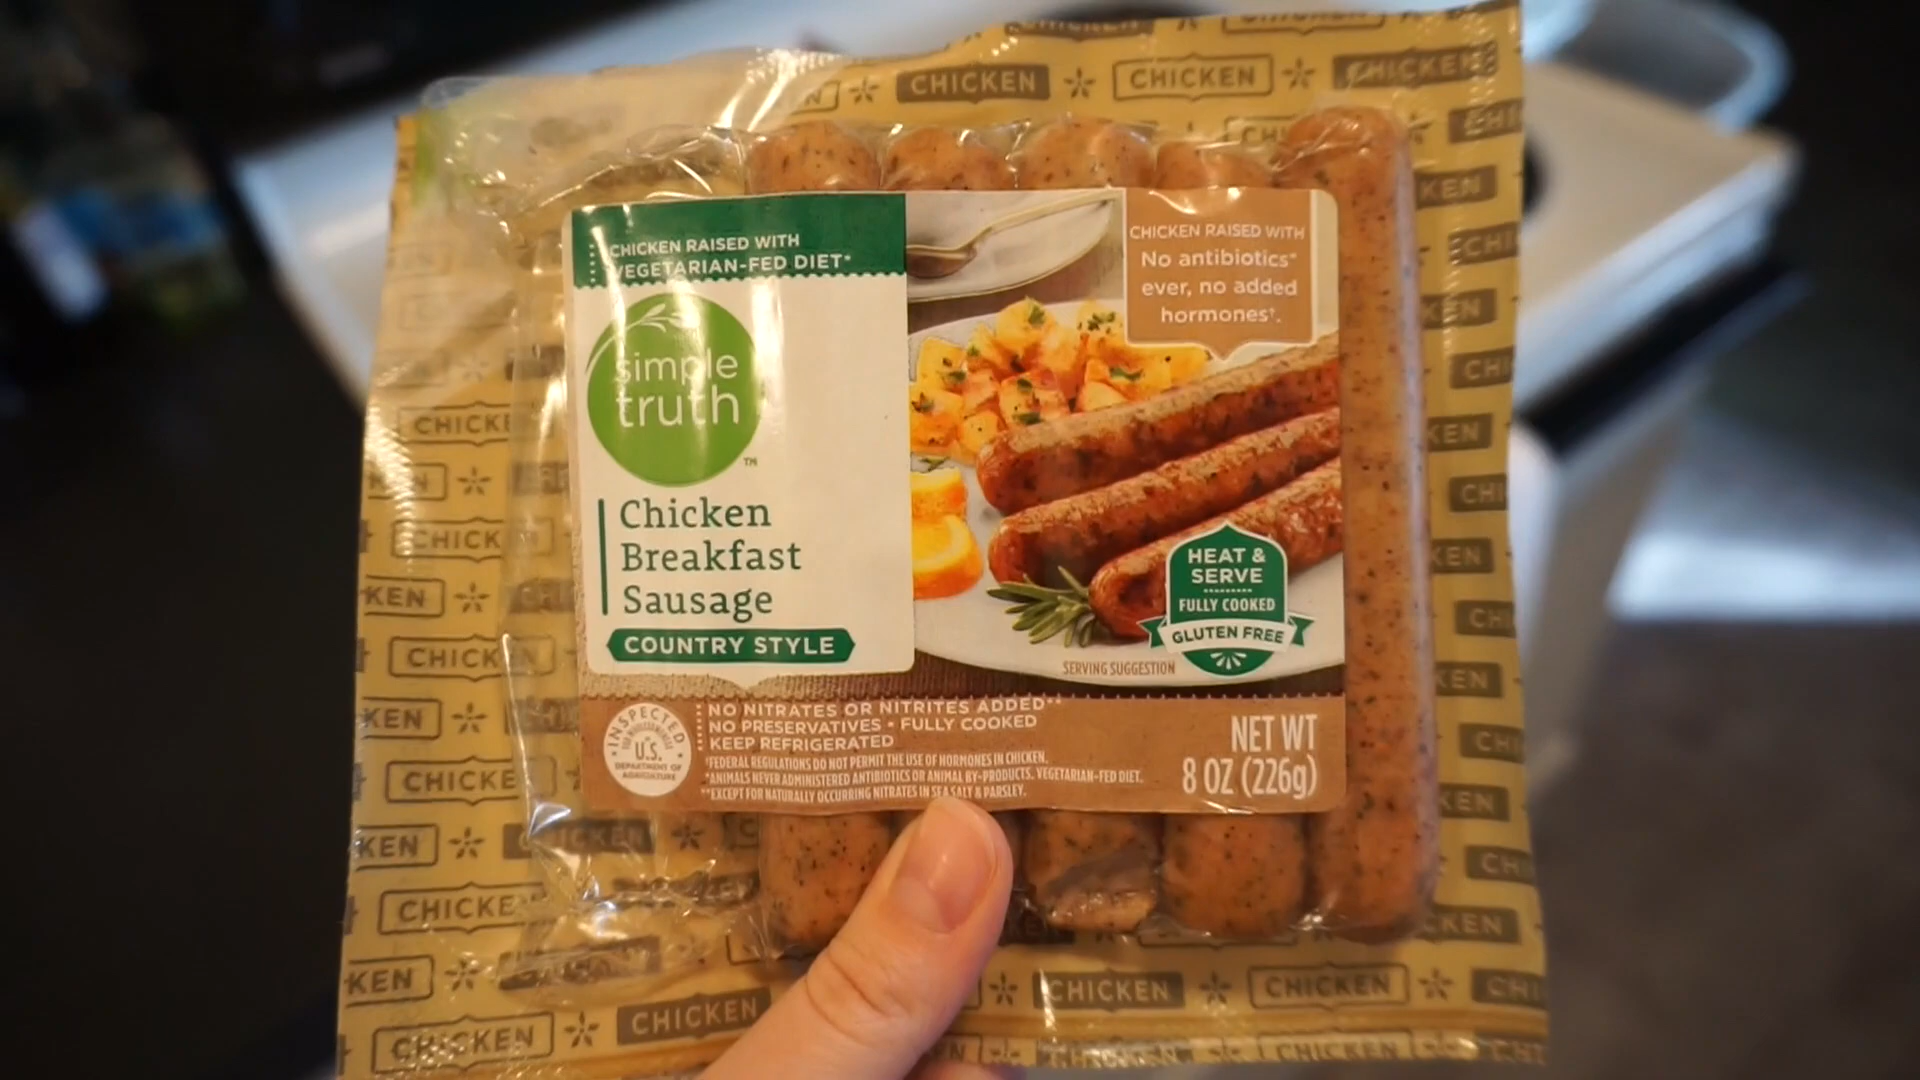 CHICKEN CHICKEN CHICKEN
CHICKEN RAISED WITH
VEGETARIAN-FED DIET*
simple
truth
TM
Chicken
Breakfast
Sausage
COUNTRY STYLE
CHICKEN RAISED WITH
No antibiotics*
ever, no added
hormones†.
HEAT &
SERVE
FULLY COOKED
GLUTEN FREE
SERVING SUGGESTION
INSPECTED
U.S.
DEPARTMENT OF
AGRICULTURE
NO NITRATES OR NITRITES ADDED**
NO PRESERVATIVES • FULLY COOKED
KEEP REFRIGERATED
†FEDERAL REGULATIONS DO NOT PERMIT THE USE OF HORMONES IN CHICKEN.
*ANIMALS NEVER ADMINISTERED ANTIBIOTICS OR ANIMAL BY-PRODUCTS. VEGETARIAN-FED DIET.
**EXCEPT FOR NATURALLY OCCURRING NITRATES IN SEA SALT & PARSLEY.
NET WT
8 OZ (226g)
CHICKEN CHICKEN
CHICKEN CHICKEN